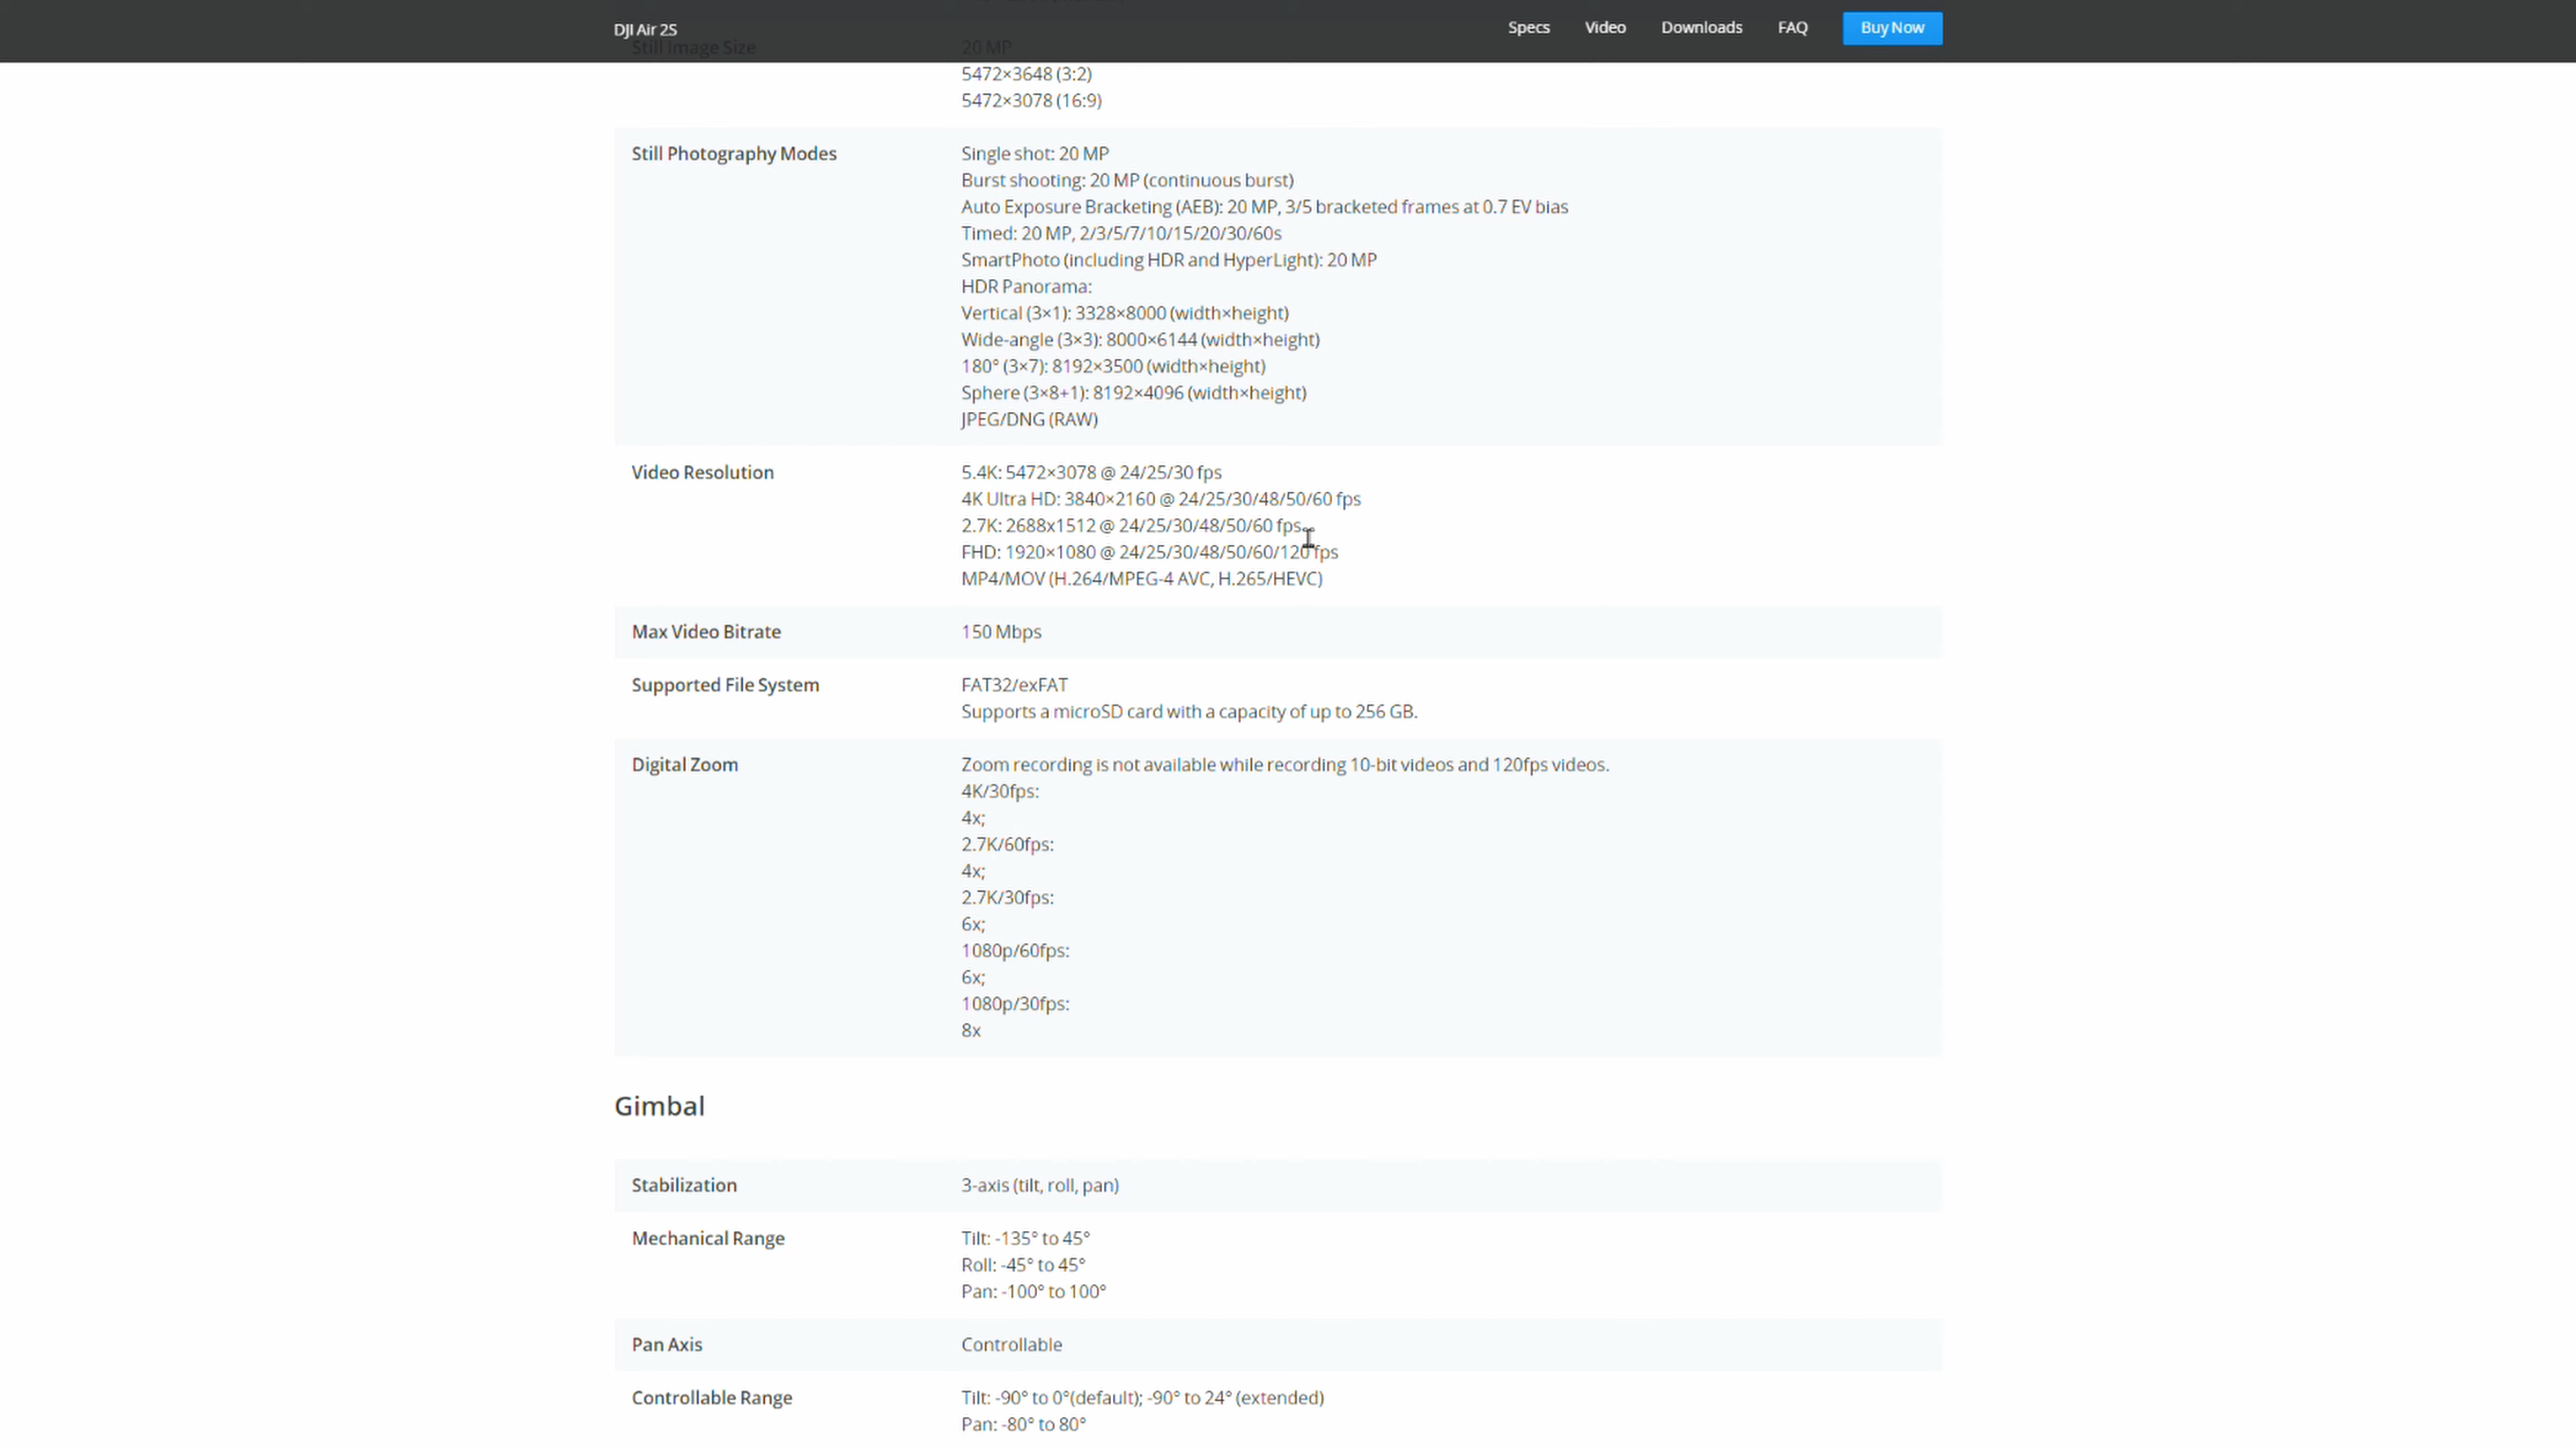 DJI Air 2S
Specs
Video
Downloads
FAQ
Buy Now
Still Image Size
20 MP
5472×3648 (3:2)
5472×3078 (16:9)
Still Photography Modes
Single shot: 20 MP
Burst shooting: 20 MP (continuous burst)
Auto Exposure Bracketing (AEB): 20 MP, 3/5 bracketed frames at 0.7 EV bias
Timed: 20 MP, 2/3/5/7/10/15/20/30/60s
SmartPhoto (including HDR and HyperLight): 20 MP
HDR Panorama:
Vertical (3×1): 3328×8000 (width×height)
Wide-angle (3×3): 8000×6144 (width×height)
180° (3×7): 8192×3500 (width×height)
Sphere (3×8+1): 8192×4096 (width×height)
JPEG/DNG (RAW)
Video Resolution
5.4K: 5472×3078 @ 24/25/30 fps
4K Ultra HD: 3840×2160 @ 24/25/30/48/50/60 fps
2.7K: 2688x1512 @ 24/25/30/48/50/60 fps
FHD: 1920×1080 @ 24/25/30/48/50/60/120 fps
MP4/MOV (H.264/MPEG-4 AVC, H.265/HEVC)
Max Video Bitrate
150 Mbps
Supported File System
FAT32/exFAT
Supports a microSD card with a capacity of up to 256 GB.
Digital Zoom
Zoom recording is not available while recording 10-bit videos and 120fps videos.
4K/30fps:
4x;
2.7K/60fps:
4x;
2.7K/30fps:
6x;
1080p/60fps:
6x;
1080p/30fps:
8x
Gimbal
Stabilization
3-axis (tilt, roll, pan)
Mechanical Range
Tilt: -135° to 45°
Roll: -45° to 45°
Pan: -100° to 100°
Pan Axis
Controllable
Controllable Range
Tilt: -90° to 0°(default); -90° to 24° (extended)
Pan: -80° to 80°